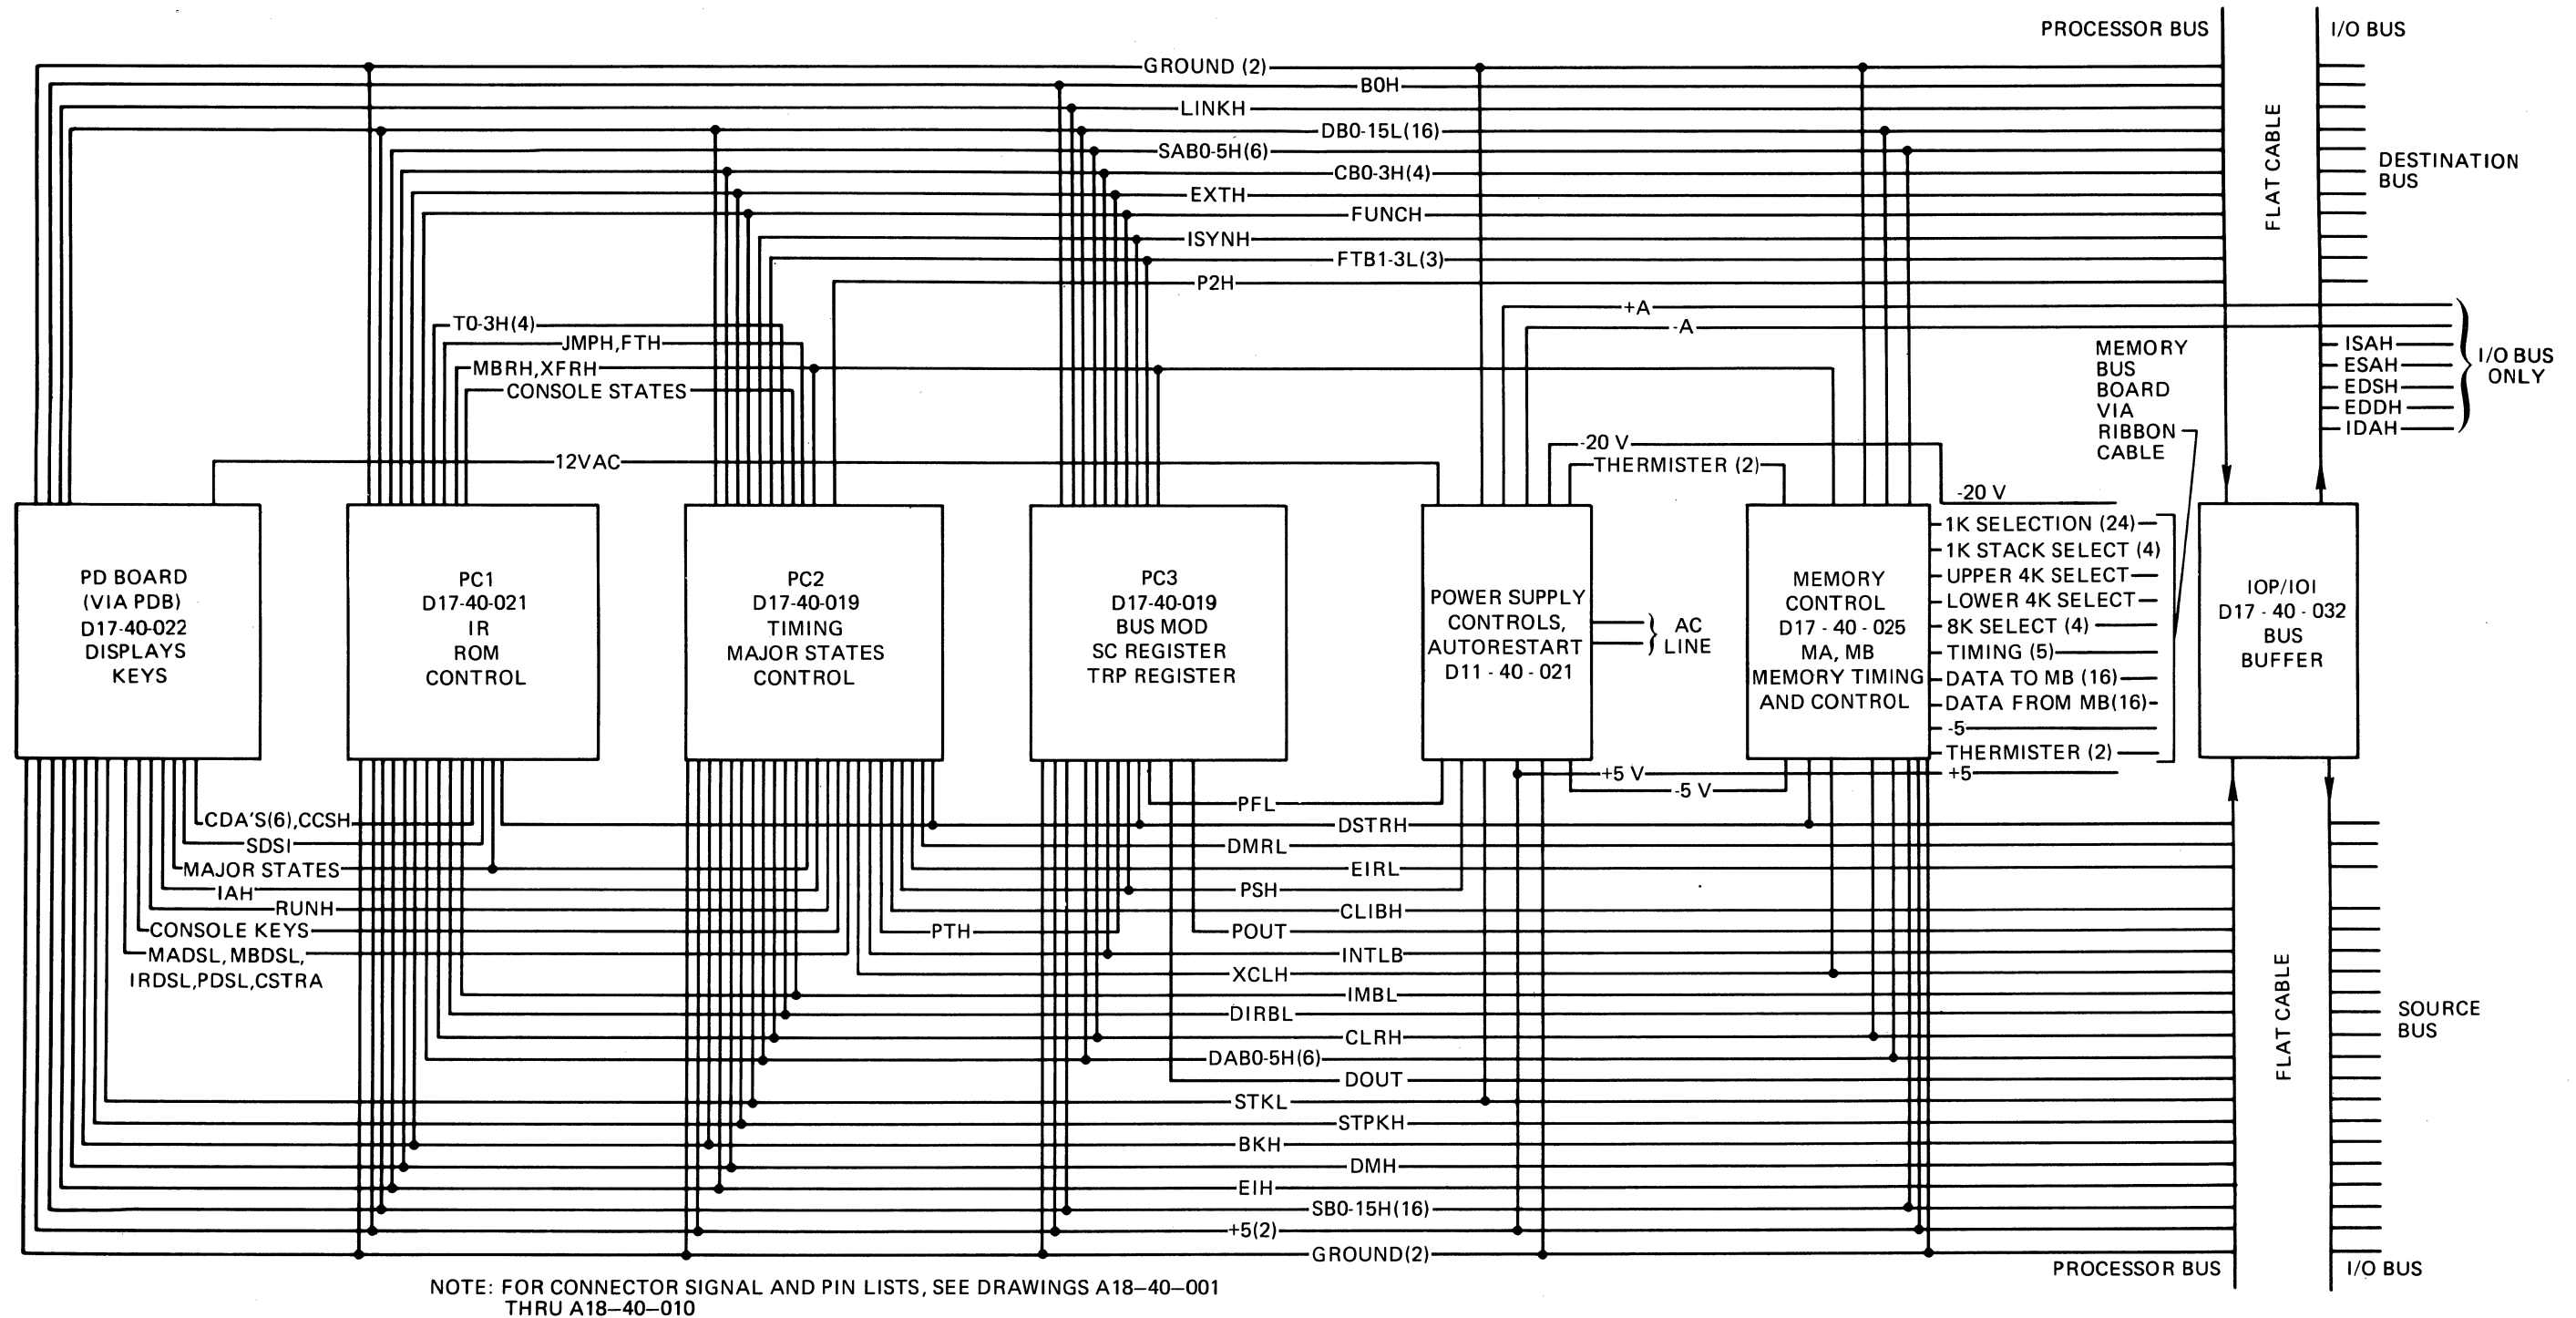 PROCESSOR BUS
I/O BUS
GROUND (2)
B0H
LINKH
DB0-15L(16)
SAB0-5H(6)
CB0-3H(4)
EXTH
FUNCH
ISYNH
FTB1-3L(3)
P2H
FLAT CABLE
DESTINATION
BUS
+A
-A
T0-3H(4)
JMPH,FTH
MBRH,XFRH
CONSOLE STATES
ISAH
ESAH
EDSH
EDDH
IDAH
I/O BUS
ONLY
MEMORY
BUS
BOARD
VIA
RIBBON
CABLE
12VAC
-20 V
THERMISTER (2)
-20 V
PD BOARD
(VIA PDB)
D17-40-022
DISPLAYS
KEYS
PC1
D17-40-021
IR
ROM
CONTROL
PC2
D17-40-019
TIMING
MAJOR STATES
CONTROL
PC3
D17-40-019
BUS MOD
SC REGISTER
TRP REGISTER
POWER SUPPLY
CONTROLS,
AUTORESTART
D11 - 40 - 021
AC
LINE
MEMORY
CONTROL
D17 - 40 - 025
MA, MB
MEMORY TIMING
AND CONTROL
1K SELECTION (24)
1K STACK SELECT (4)
UPPER 4K SELECT
LOWER 4K SELECT
8K SELECT (4)
TIMING (5)
DATA TO MB (16)
DATA FROM MB(16)
-5
THERMISTER (2)
+5
IOP/IOI
D17 - 40 - 032
BUS
BUFFER
+5 V
-5 V
CDA'S(6),CCSH
SDSI
MAJOR STATES
IAH
RUNH
CONSOLE KEYS
MADSL,MBDSL,
IRDSL,PDSL,CSTRA
PFL
DSTRH
DMRL
EIRL
PSH
CLIBH
PTH
POUT
INTLB
XCLH
IMBL
DIRBL
CLRH
DAB0-5H(6)
DOUT
STKL
STPKH
BKH
DMH
EIH
SB0-15H(16)
+5(2)
GROUND(2)
FLAT CABLE
SOURCE
BUS
PROCESSOR BUS
I/O BUS
NOTE: FOR CONNECTOR SIGNAL AND PIN LISTS, SEE DRAWINGS A18–40–001
THRU A18–40–010